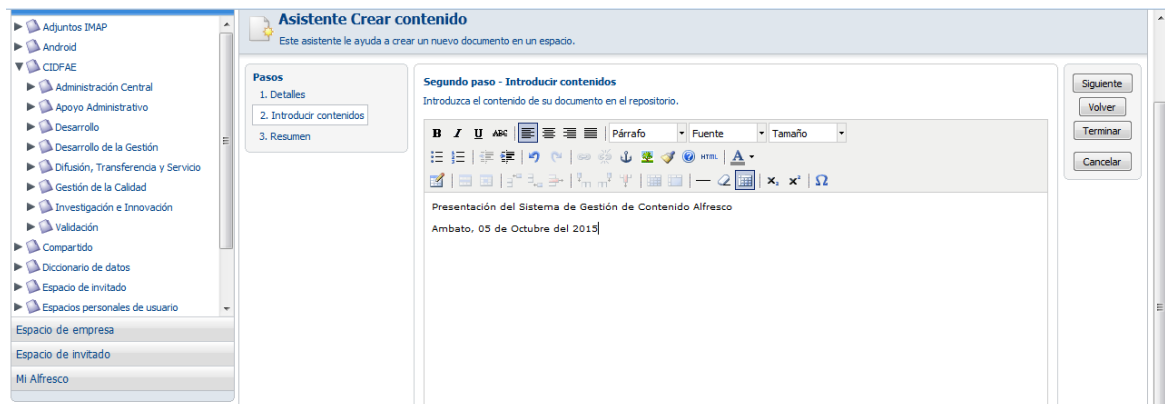 Adjuntos IMAP
Android
CIDFAE
Administración Central
Apoyo Administrativo
Desarrollo
Desarrollo de la Gestión
Difusión, Transferencia y Servicio
Gestión de la Calidad
Investigación e Innovación
Validación
Compartido
Diccionario de datos
Espacio de invitado
Espacios personales de usuario
Espacio de empresa
Espacio de invitado
Mi Alfresco
Asistente Crear contenido
Este asistente le ayuda a crear un nuevo documento en un espacio.
Pasos
1. Detalles
2. Introducir contenidos
3. Resumen
Segundo paso - Introducir contenidos
Introduzca el contenido de su documento en el repositorio.
B I U ABC Párrafo Fuente Tamaño
HTML A
x₂ x² Ω
Presentación del Sistema de Gestión de Contenido Alfresco
Ambato, 05 de Octubre del 2015
Siguiente
Volver
Terminar
Cancelar